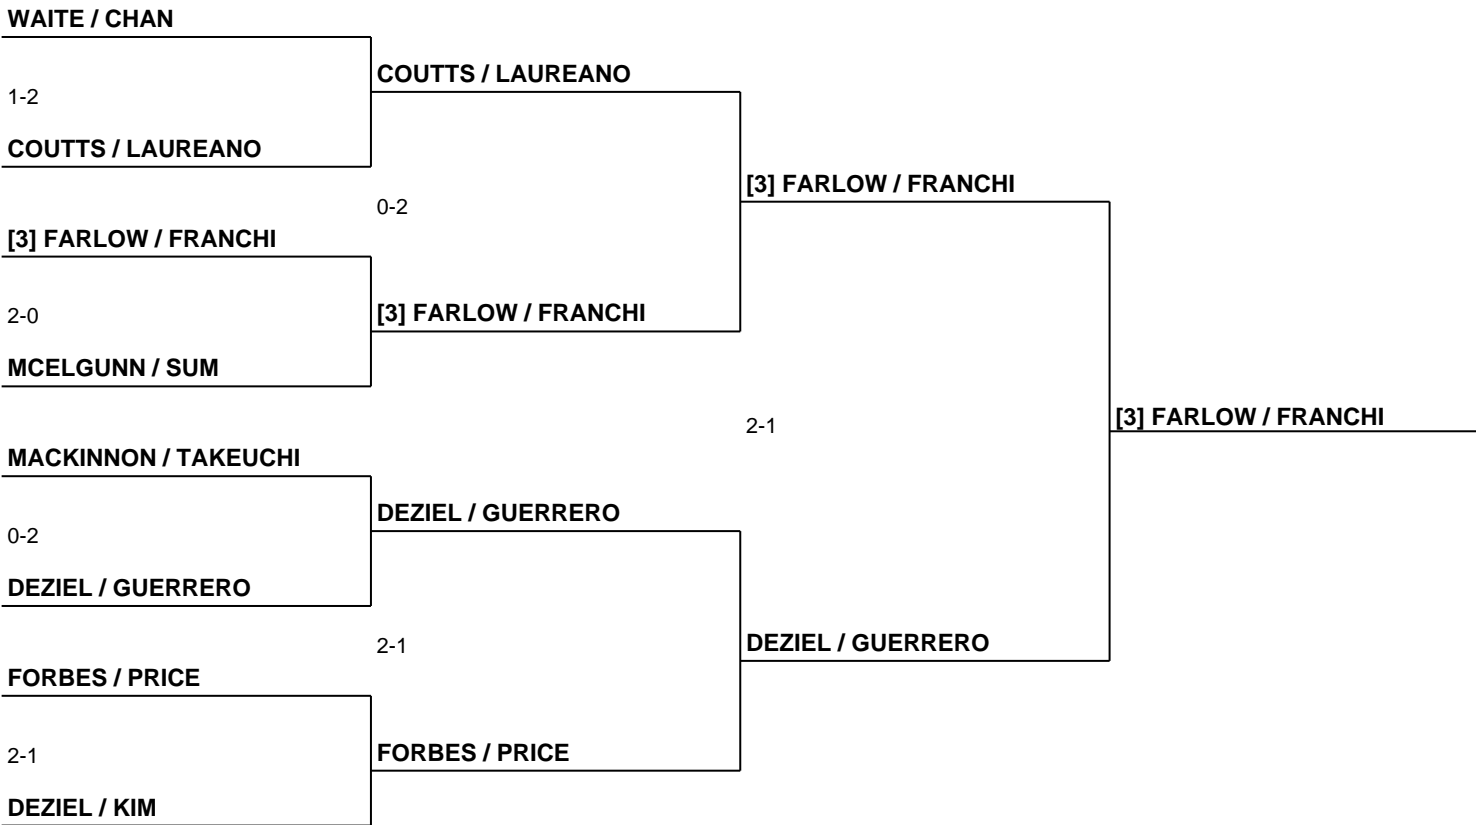 WAITE / CHAN
1-2
COUTTS / LAUREANO
[3] FARLOW / FRANCHI
2-0
MCELGUNN / SUM
MACKINNON / TAKEUCHI
0-2
DEZIEL / GUERRERO
FORBES / PRICE
2-1
DEZIEL / KIM
COUTTS / LAUREANO
0-2
[3] FARLOW / FRANCHI
DEZIEL / GUERRERO
2-1
FORBES / PRICE
[3] FARLOW / FRANCHI
2-1
DEZIEL / GUERRERO
[3] FARLOW / FRANCHI